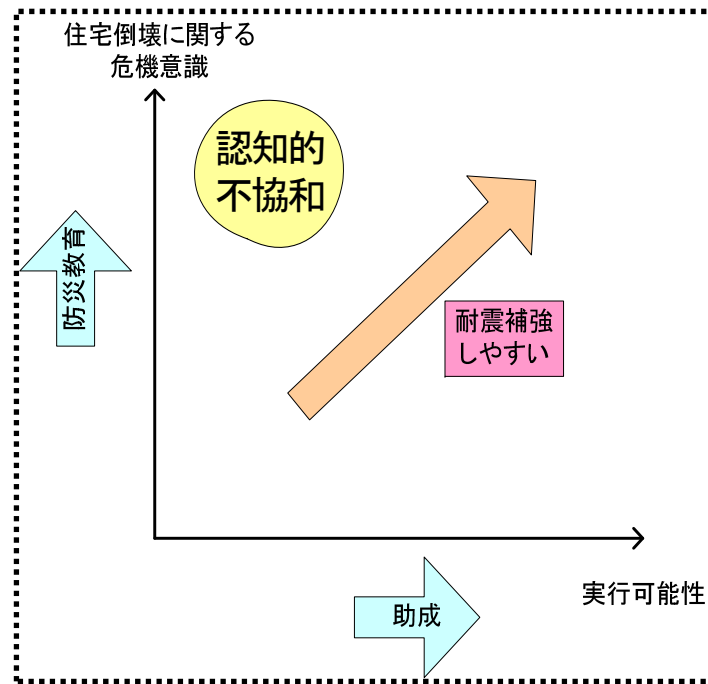 住宅倒壊に関する
危機意識
認知的
不協和
防災教育
耐震補強
しやすい
実行可能性
助成